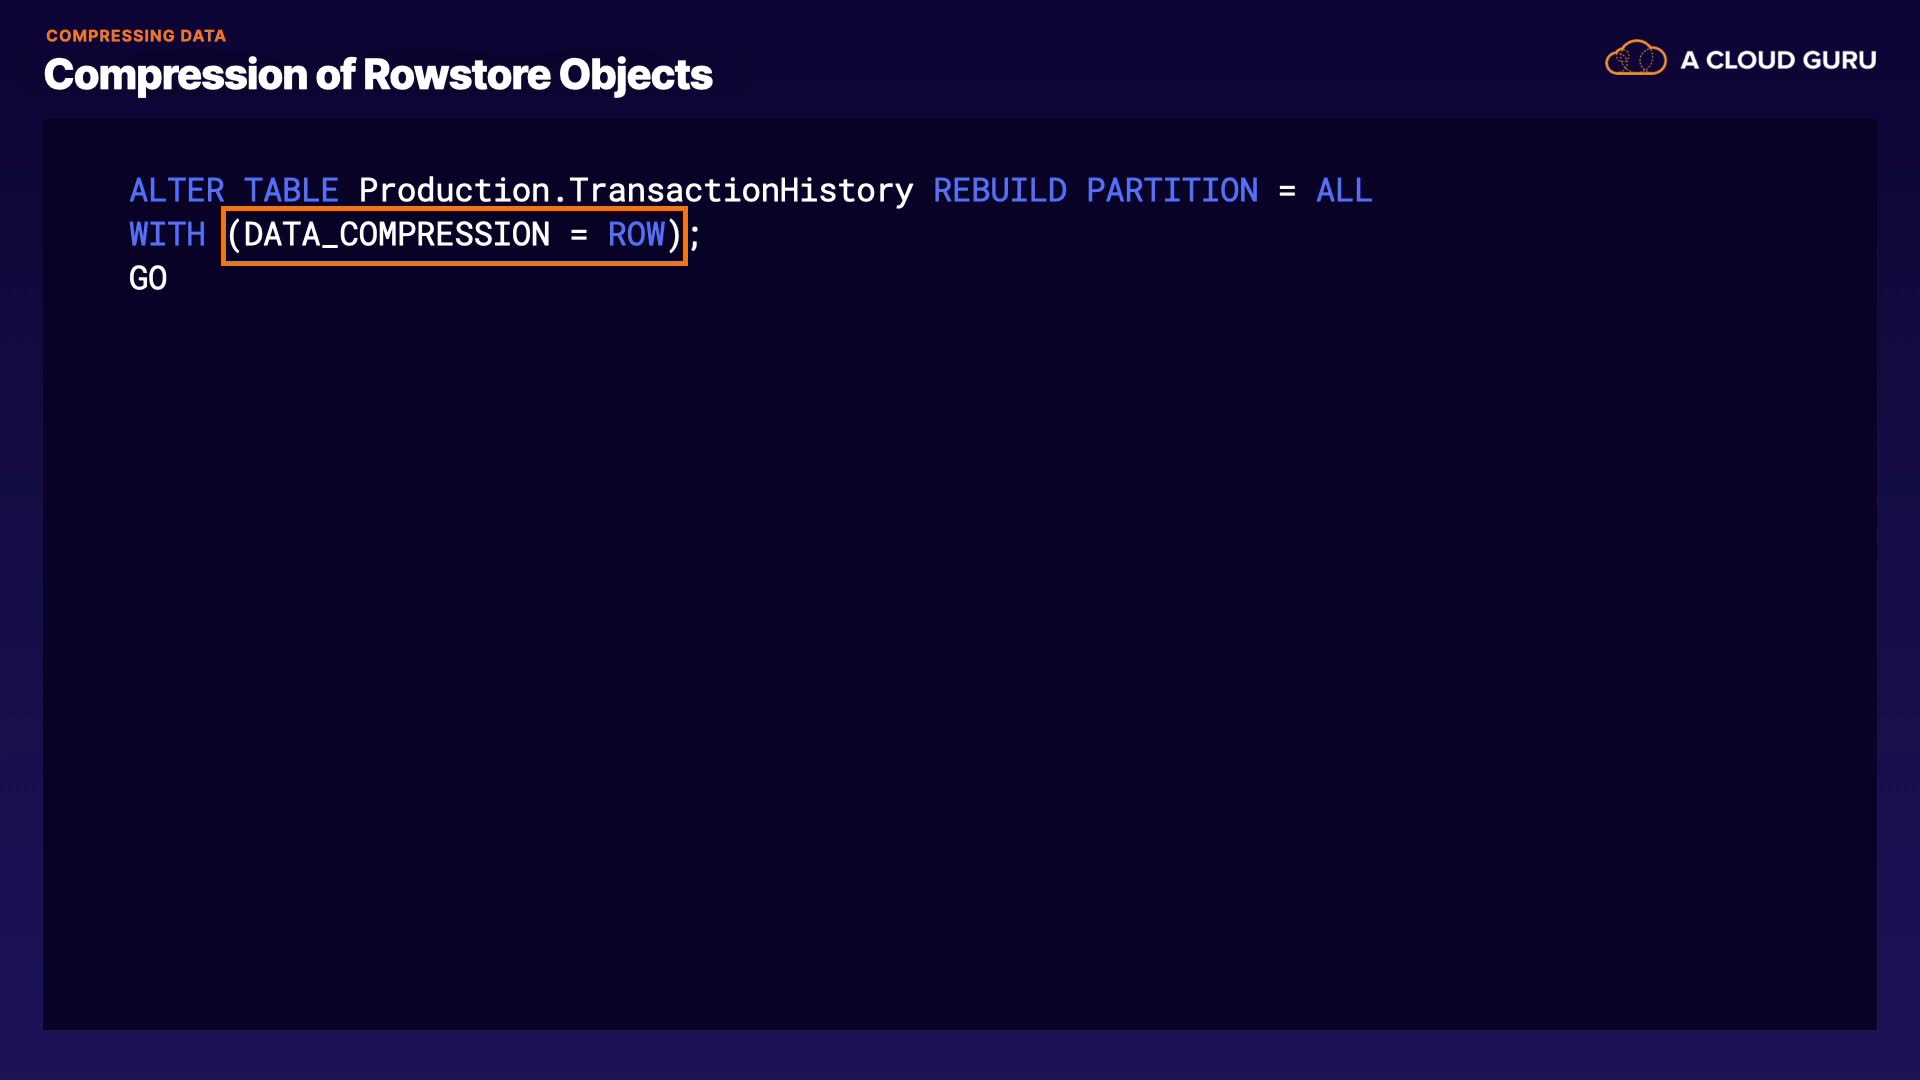 COMPRESSING DATA
Compression of Rowstore Objects
A CLOUD GURU
ALTER TABLE Production.TransactionHistory REBUILD PARTITION = ALL
WITH (DATA_COMPRESSION = ROW);
GO